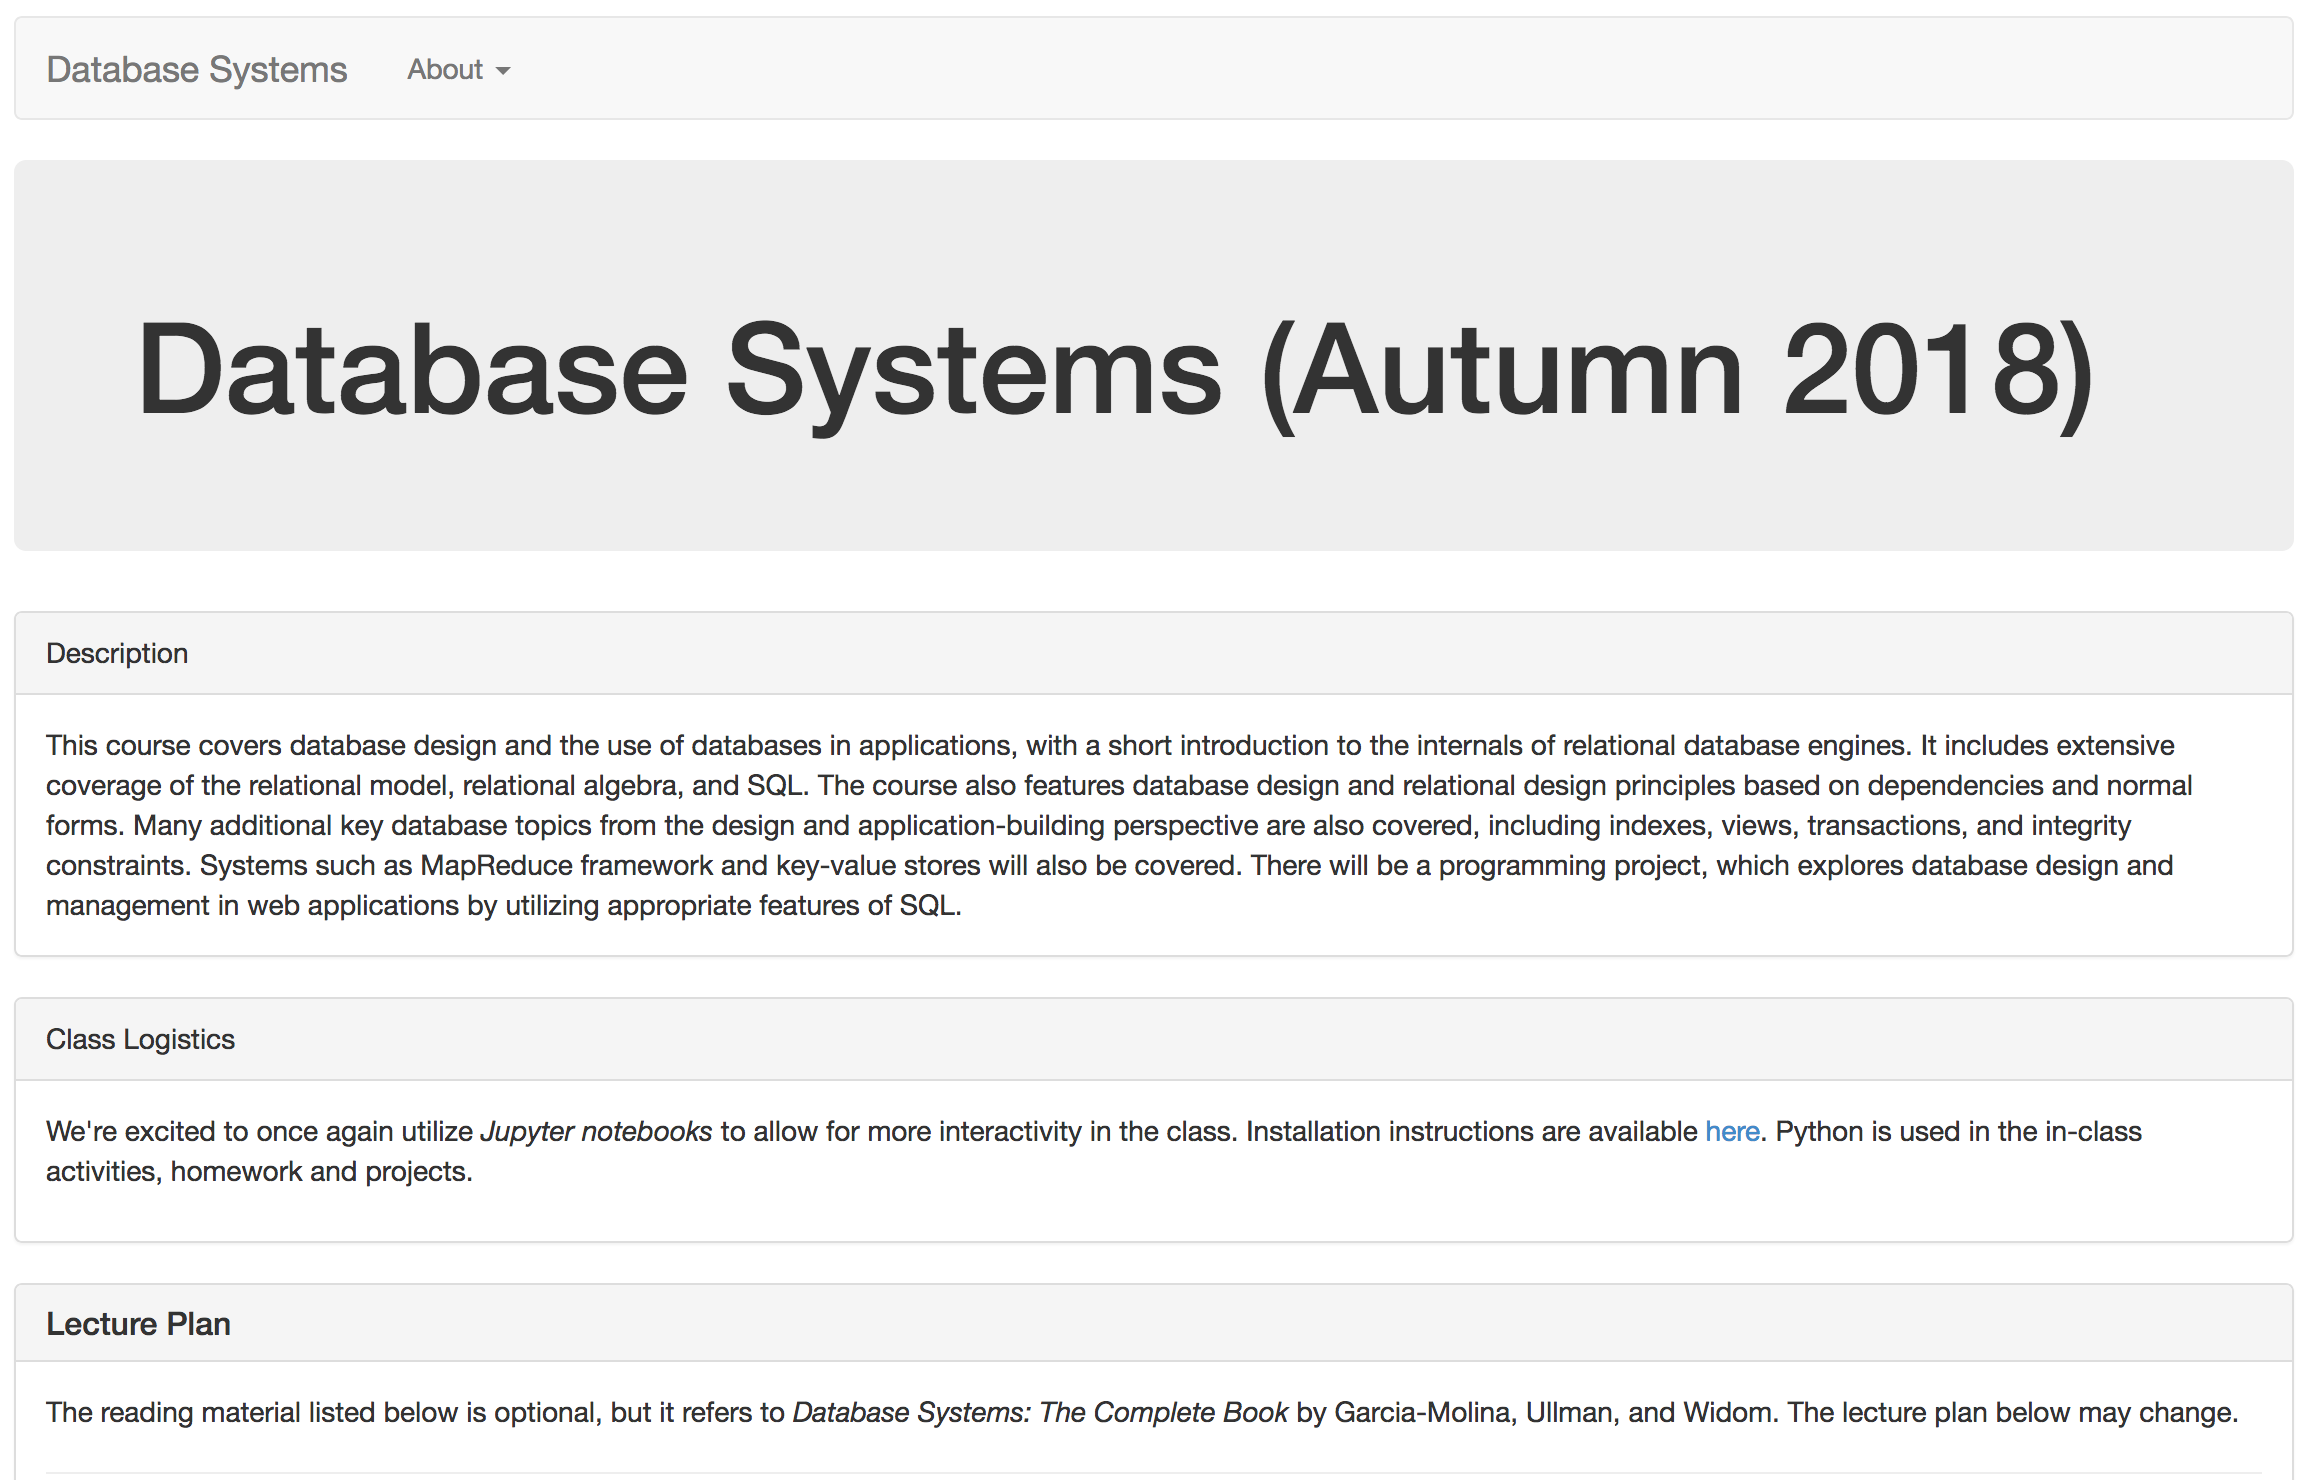 Database Systems About
Database Systems (Autumn 2018)
Description
This course covers database design and the use of databases in applications, with a short introduction to the internals of relational database engines. It includes extensive
coverage of the relational model, relational algebra, and SQL. The course also features database design and relational design principles based on dependencies and normal
forms. Many additional key database topics from the design and application-building perspective are also covered, including indexes, views, transactions, and integrity
constraints. Systems such as MapReduce framework and key-value stores will also be covered. There will be a programming project, which explores database design and
management in web applications by utilizing appropriate features of SQL.
Class Logistics
We're excited to once again utilize Jupyter notebooks to allow for more interactivity in the class. Installation instructions are available here. Python is used in the in-class
activities, homework and projects.
Lecture Plan
The reading material listed below is optional, but it refers to Database Systems: The Complete Book by Garcia-Molina, Ullman, and Widom. The lecture plan below may change.